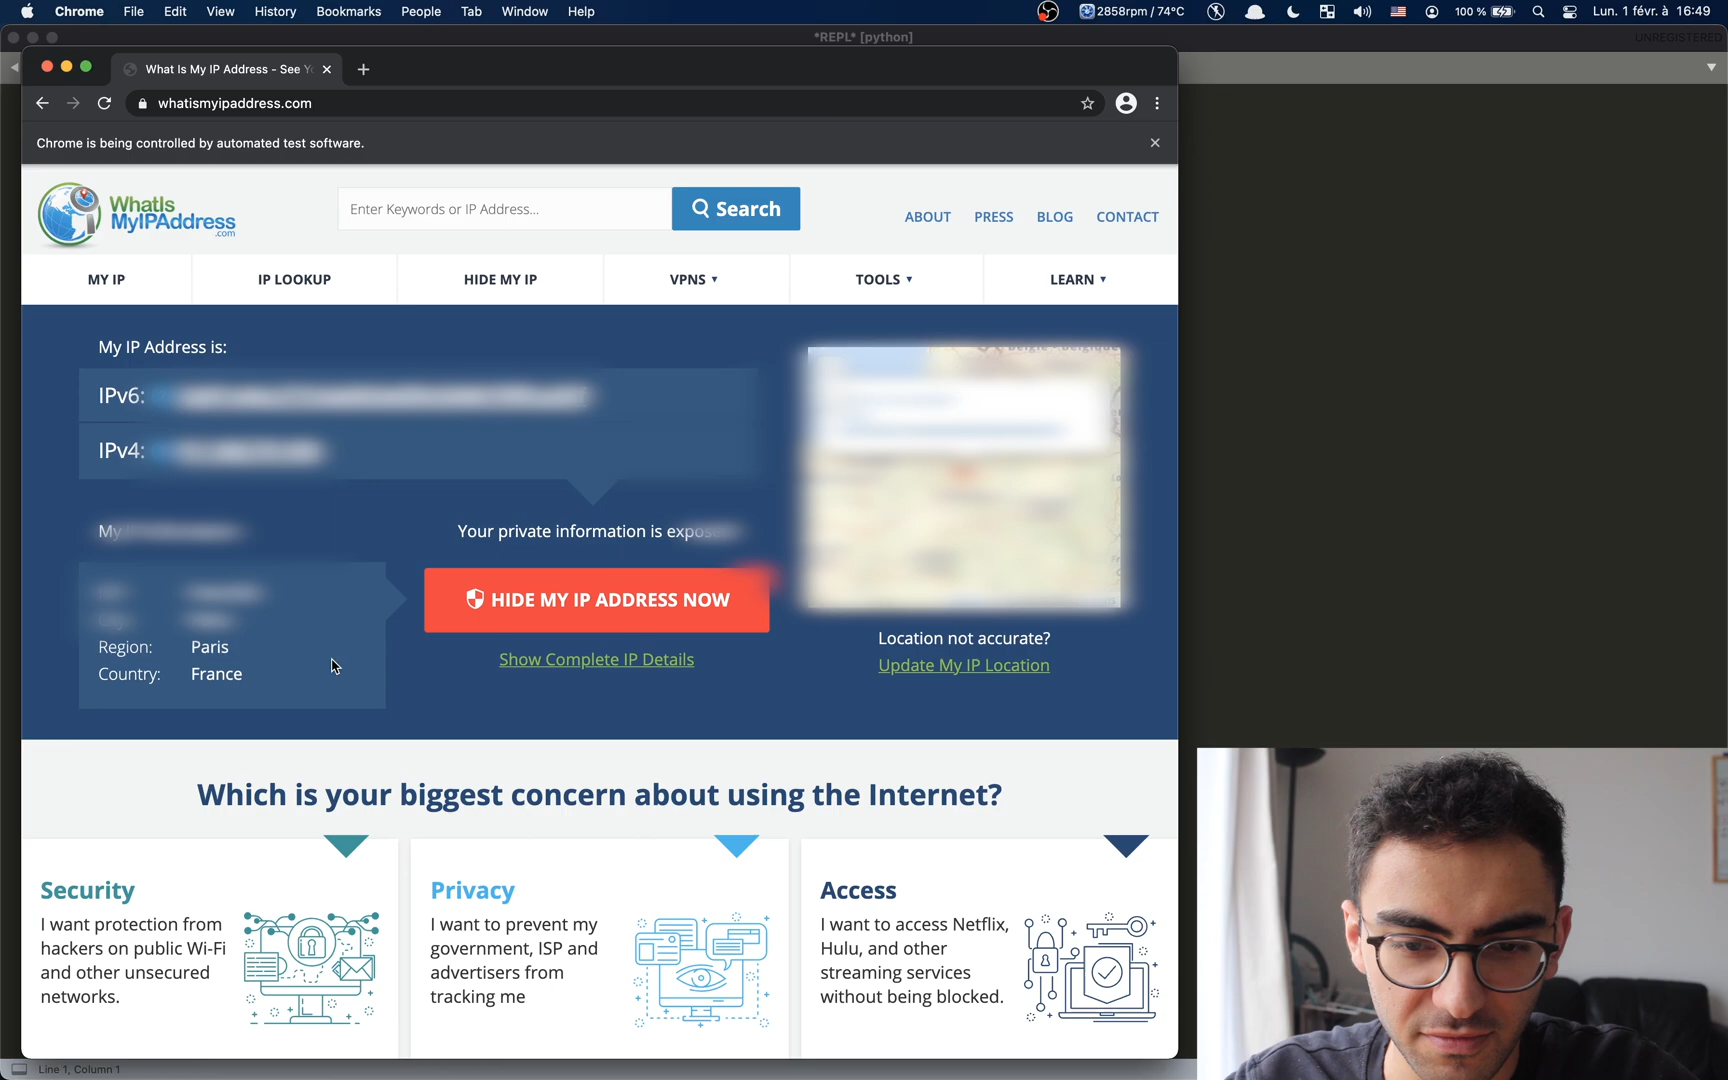 Chrome File Edit View History Bookmarks People Tab Window Help 2858rpm / 74°C 100 % Lun. 1 févr. à 16:49
*REPL* [python] UNREGISTERED
What Is My IP Address - See Y
whatismyipaddress.com
Chrome is being controlled by automated test software.
WhatIs
MyIPAddress
.com
Enter Keywords or IP Address...
Search
ABOUT PRESS BLOG CONTACT
MY IP IP LOOKUP HIDE MY IP VPNS TOOLS LEARN
My IP Address is:
IPv6:
IPv4:
My
Your private information is
Region: Paris
Country: France
HIDE MY IP ADDRESS NOW
Show Complete IP Details
Location not accurate?
Update My IP Location
Which is your biggest concern about using the Internet?
Security
I want protection from
hackers on public Wi-Fi
and other unsecured
networks.
Privacy
I want to prevent my
government, ISP and
advertisers from
tracking me
Access
I want to access Netflix,
Hulu, and other
streaming services
without being blocked.
Line 1, Column 1